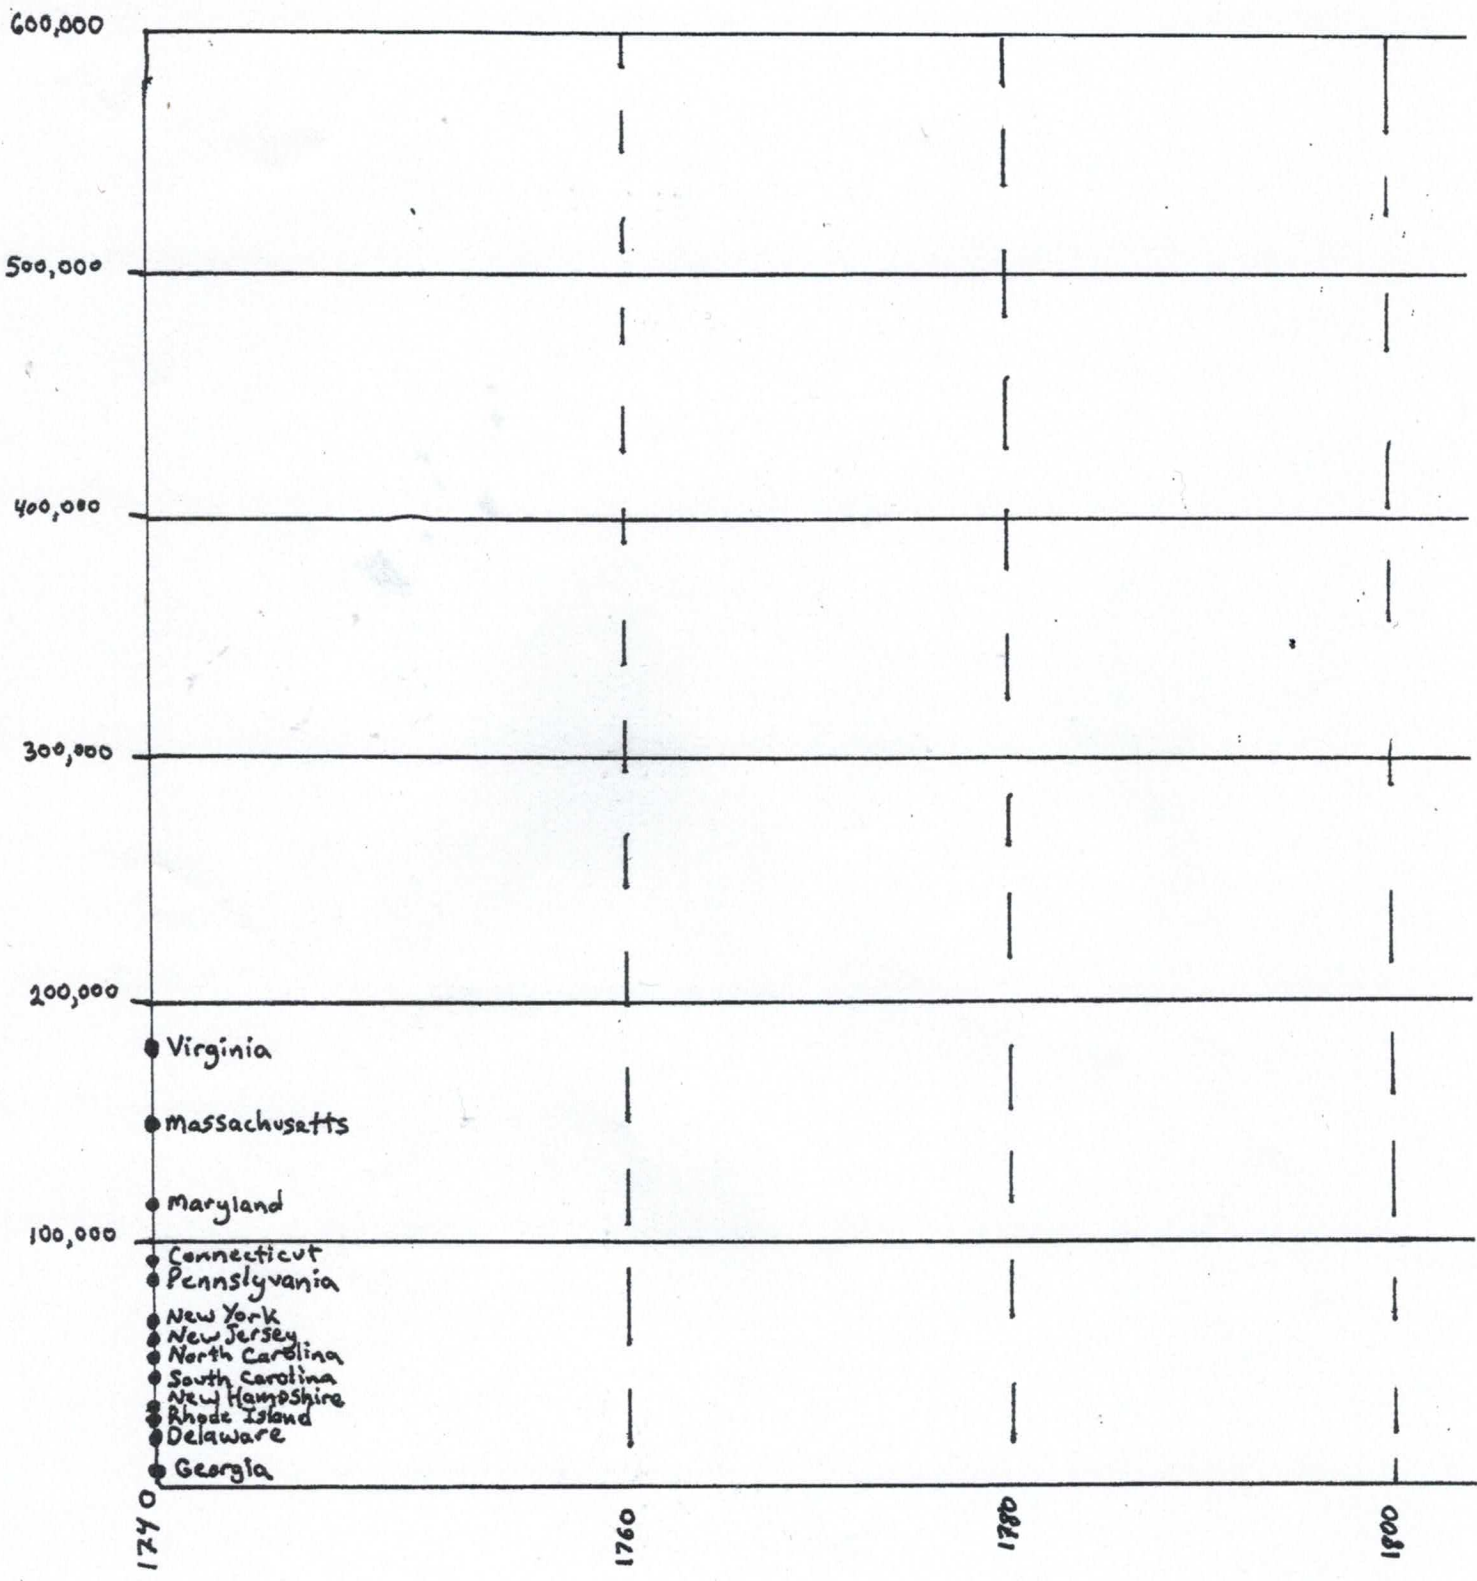 600,000
500,000
400,000
300,000
200,000
Virginia
Massachusetts
Maryland
100,000
Connecticut
Pennslyvania
New York
New Jersey
North Carolina
South Carolina
New Hampshire
Rhode Island
Delaware
Georgia
0
1740
1760
1780
1800